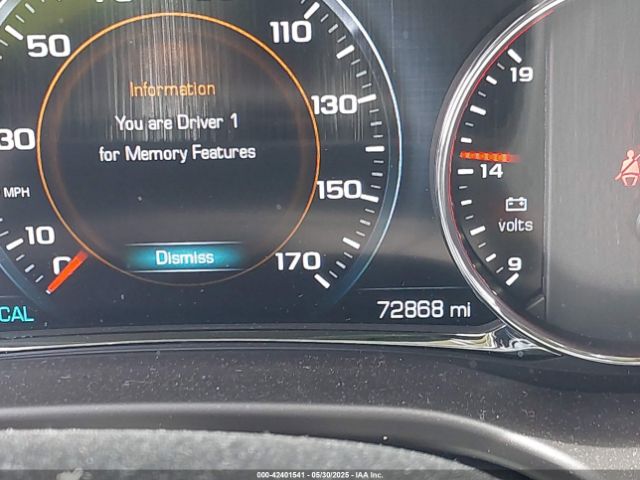 50
110
30
130
MPH
150
10
170
0
Information
You are Driver 1
for Memory Features
Dismiss
CAL
72868 mi
19
14
volts
9
000-42401541 - 05/30/2025 - IAA Inc.